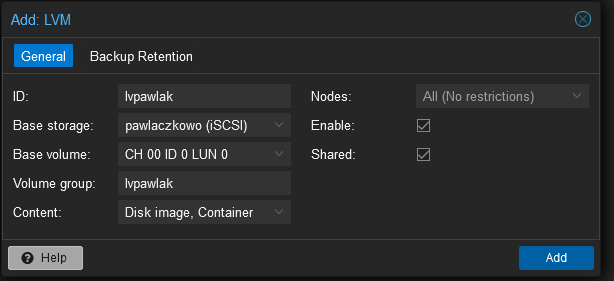 Add: LVM
General Backup Retention
ID: lvpawlak Nodes: All (No restrictions)
Base storage: pawlaczkowo (iSCSI) Enable:
Base volume: CH 00 ID 0 LUN 0 Shared:
Volume group: lvpawlak
Content: Disk image, Container
? Help Add